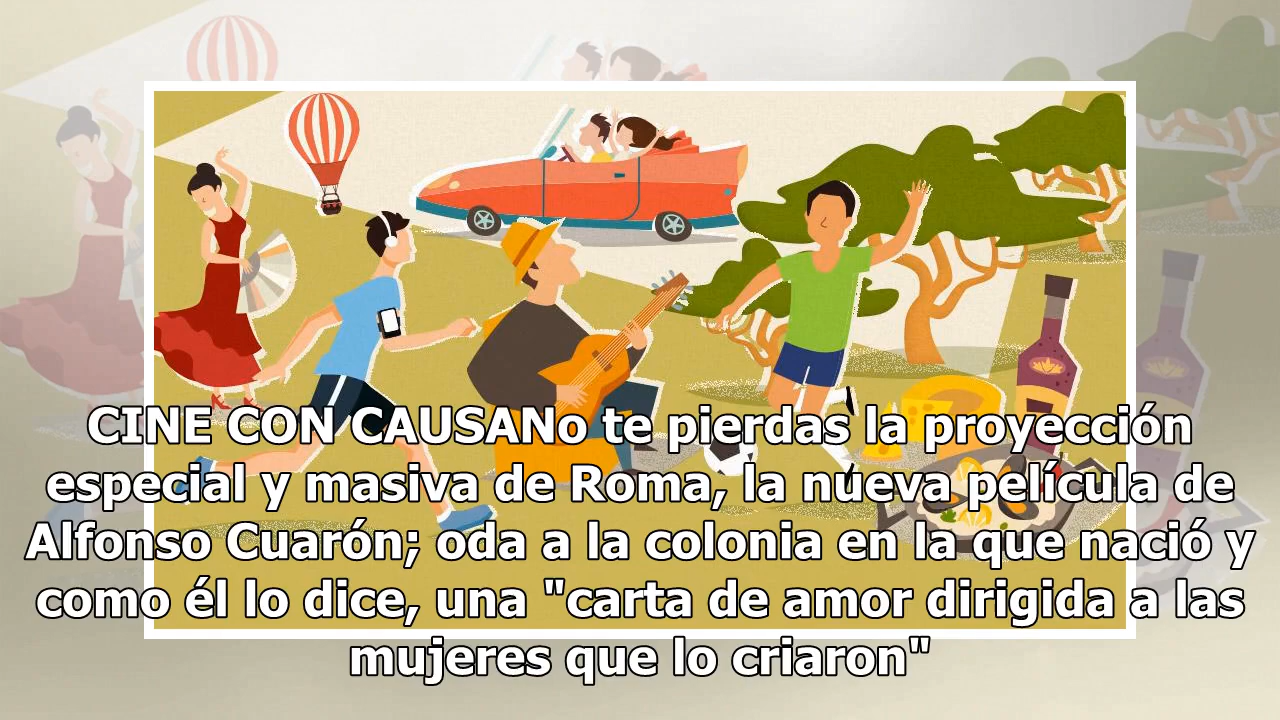 CINE CON CAUSANo te pierdas la proyección
especial y masiva de Roma, la nueva película de
Alfonso Cuarón; oda a la colonia en la que nació y
como él lo dice, una "carta de amor dirigida a las
mujeres que lo criaron"